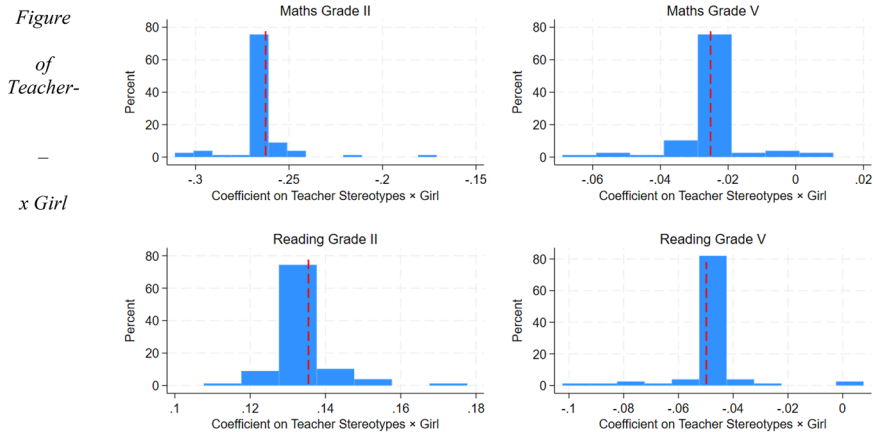 Figure
of
Teacher-
–
x Girl
Maths Grade II
Percent
80
60
40
20
0
-.3 -.25 -.2 -.15
Coefficient on Teacher Stereotypes × Girl
Maths Grade V
Percent
80
60
40
20
0
-.06 -.04 -.02 0 .02
Coefficient on Teacher Stereotypes × Girl
Reading Grade II
Percent
80
60
40
20
0
.1 .12 .14 .16 .18
Coefficient on Teacher Stereotypes × Girl
Reading Grade V
Percent
80
60
40
20
0
-.1 -.08 -.06 -.04 -.02 0
Coefficient on Teacher Stereotypes × Girl